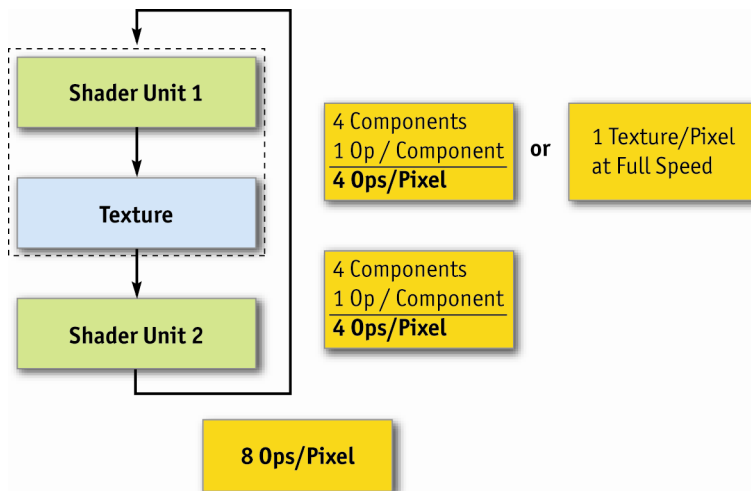 Shader Unit 1
4 Components
1 Op / Component
4 Ops/Pixel
or
1 Texture/Pixel
at Full Speed
Texture
4 Components
1 Op / Component
4 Ops/Pixel
Shader Unit 2
8 Ops/Pixel